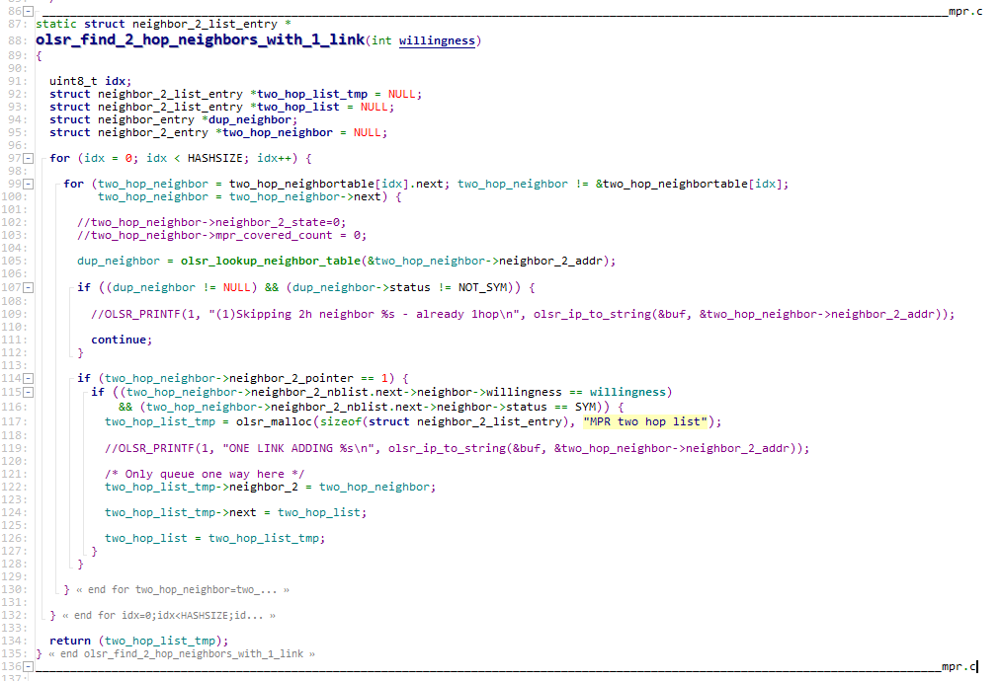 86: mpr.c
87: static struct neighbor_2_list_entry *
88: olsr_find_2_hop_neighbors_with_1_link(int willingness)
89: {
90:
91: uint8_t idx;
92: struct neighbor_2_list_entry *two_hop_list_tmp = NULL;
93: struct neighbor_2_list_entry *two_hop_list = NULL;
94: struct neighbor_entry *dup_neighbor;
95: struct neighbor_2_entry *two_hop_neighbor = NULL;
96:
97: for (idx = 0; idx < HASHSIZE; idx++) {
98:
99: for (two_hop_neighbor = two_hop_neighbortable[idx].next; two_hop_neighbor != &two_hop_neighbortable[idx];
100: two_hop_neighbor = two_hop_neighbor->next) {
101:
102: //two_hop_neighbor->neighbor_2_state=0;
103: //two_hop_neighbor->mpr_covered_count = 0;
104:
105: dup_neighbor = olsr_lookup_neighbor_table(&two_hop_neighbor->neighbor_2_addr);
106:
107: if ((dup_neighbor != NULL) && (dup_neighbor->status != NOT_SYM)) {
108:
109: //OLSR_PRINTF(1, "(1)Skipping 2h neighbor %s - already 1hop\n", olsr_ip_to_string(&buf, &two_hop_neighbor->neighbor_2_addr));
110:
111: continue;
112: }
113:
114: if (two_hop_neighbor->neighbor_2_pointer == 1) {
115: if ((two_hop_neighbor->neighbor_2_nblist.next->neighbor->willingness == willingness)
116: && (two_hop_neighbor->neighbor_2_nblist.next->neighbor->status == SYM)) {
117: two_hop_list_tmp = olsr_malloc(sizeof(struct neighbor_2_list_entry), "MPR two hop list");
118:
119: //OLSR_PRINTF(1, "ONE LINK ADDING %s\n", olsr_ip_to_string(&buf, &two_hop_neighbor->neighbor_2_addr));
120:
121: /* Only queue one way here */
122: two_hop_list_tmp->neighbor_2 = two_hop_neighbor;
123:
124: two_hop_list_tmp->next = two_hop_list;
125:
126: two_hop_list = two_hop_list_tmp;
127: }
128: }
129:
130: } « end for two_hop_neighbor=two_... »
131:
132: } « end for idx=0;idx<HASHSIZE;id... »
133:
134: return (two_hop_list_tmp);
135: } « end olsr_find_2_hop_neighbors_with_1_link »
136: mpr.c